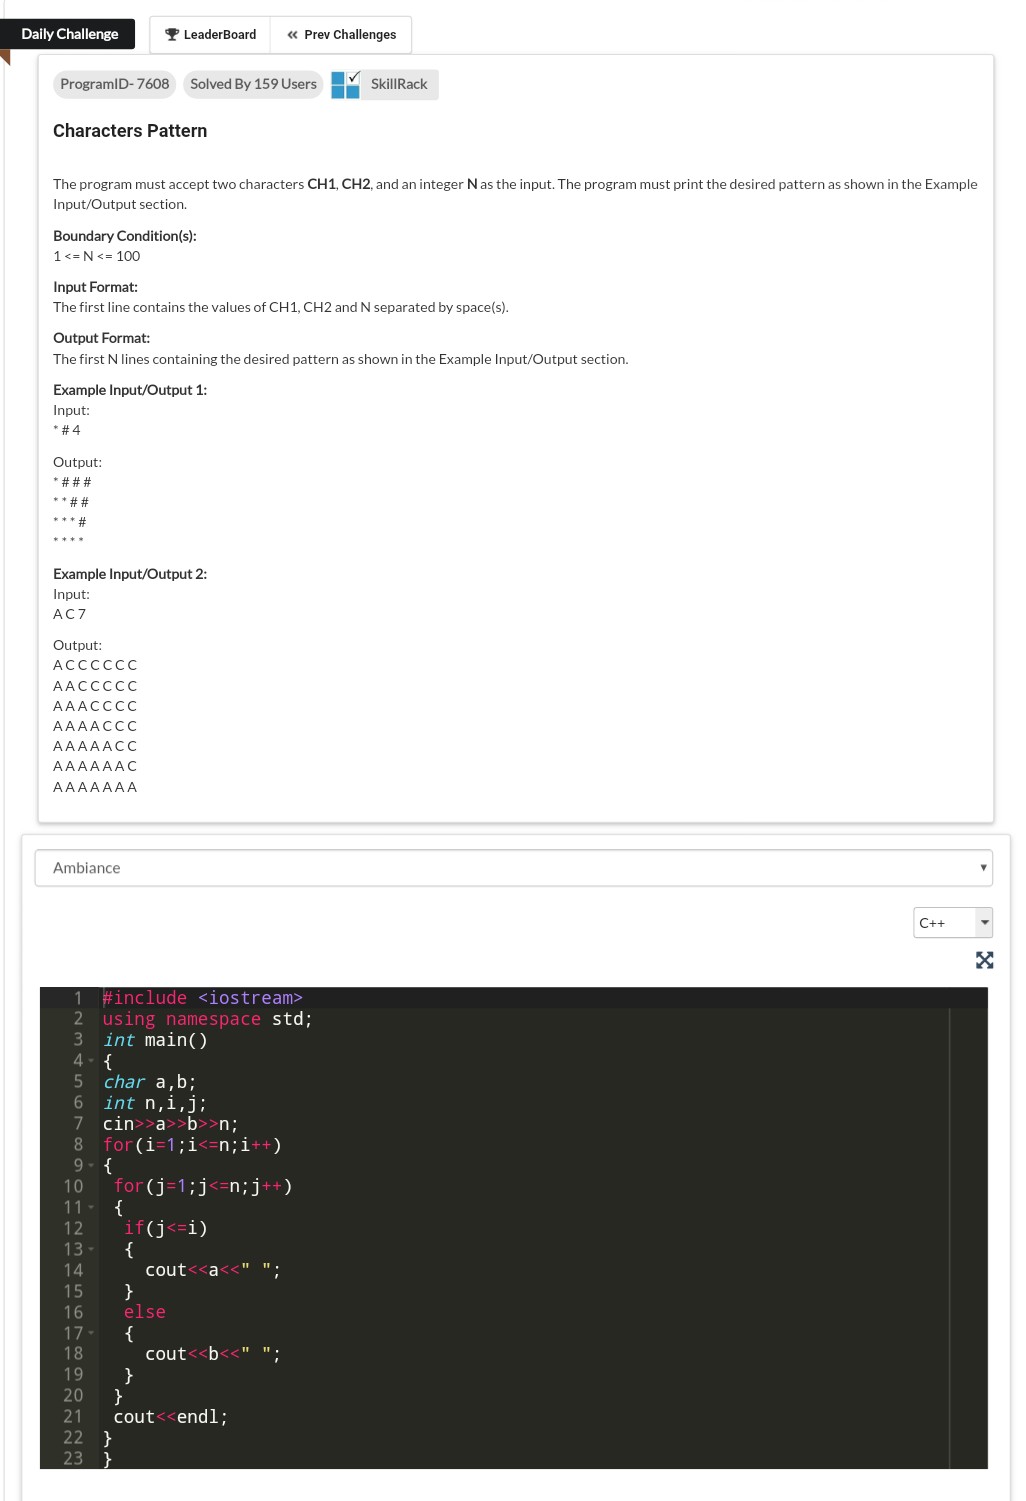 Daily Challenge LeaderBoard Prev Challenges
ProgramID- 7608 Solved By 159 Users SkillRack
Characters Pattern
The program must accept two characters CH1, CH2, and an integer N as the input. The program must print the desired pattern as shown in the Example
Input/Output section.
Boundary Condition(s):
1 <= N <= 100
Input Format:
The first line contains the values of CH1, CH2 and N separated by space(s).
Output Format:
The first N lines containing the desired pattern as shown in the Example Input/Output section.
Example Input/Output 1:
Input:
* # 4
Output:
* # # #
* * # #
* * * #
* * * *
Example Input/Output 2:
Input:
A C 7
Output:
A C C C C C C
A A C C C C C
A A A C C C C
A A A A C C C
A A A A A C C
A A A A A A C
A A A A A A A
Ambiance
C++
1 #include <iostream>
2 using namespace std;
3 int main()
4 {
5 char a,b;
6 int n,i,j;
7 cin>>a>>b>>n;
8 for(i=1;i<=n;i++)
9 {
10 for(j=1;j<=n;j++)
11 {
12 if(j<=i)
13 {
14 cout<<a<<" ";
15 }
16 else
17 {
18 cout<<b<<" ";
19 }
20 }
21 cout<<endl;
22 }
23 }